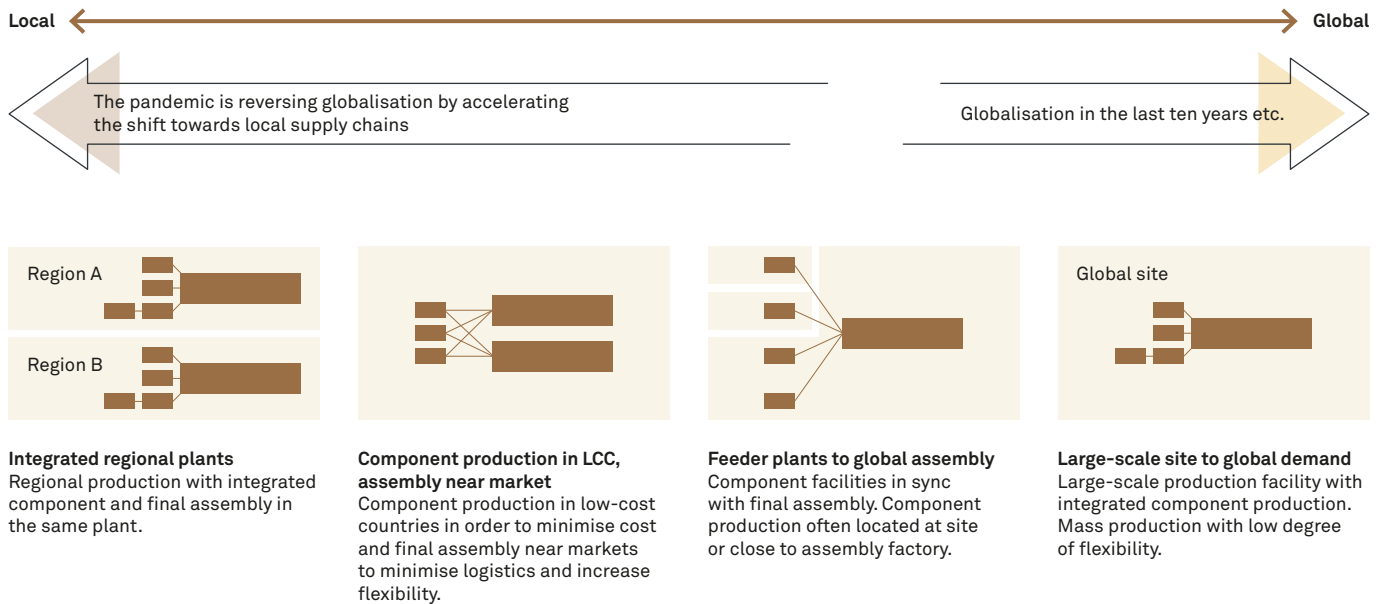 Local
Global
The pandemic is reversing globalisation by accelerating
the shift towards local supply chains
Globalisation in the last ten years etc.
Region A
Region B
Global site
Integrated regional plants
Regional production with integrated
component and final assembly in
the same plant.
Component production in LCC,
assembly near market
Component production in low-cost
countries in order to minimise cost
and final assembly near markets
to minimise logistics and increase
flexibility.
Feeder plants to global assembly
Component facilities in sync
with final assembly. Component
production often located at site
or close to assembly factory.
Large-scale site to global demand
Large-scale production facility with
integrated component production.
Mass production with low degree
of flexibility.